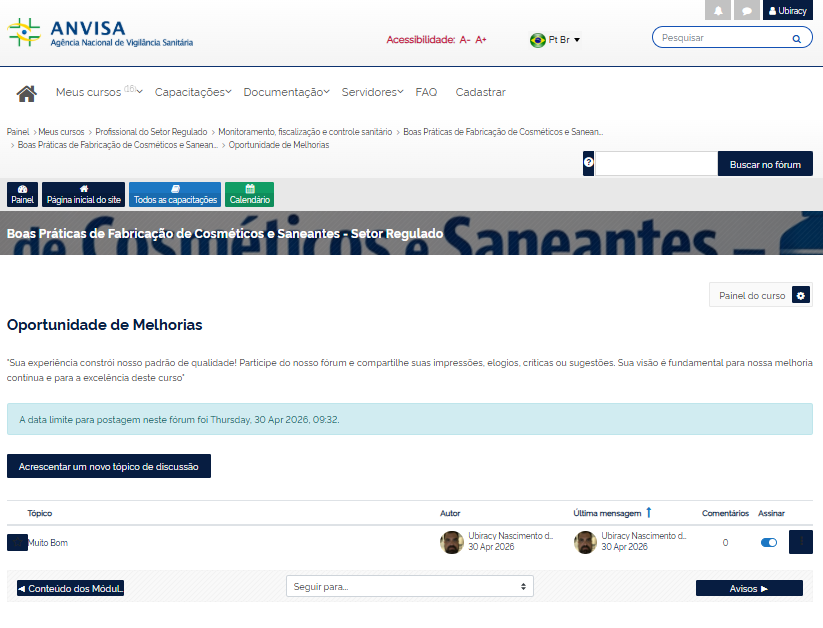 Ubiracy
ANVISA
Agência Nacional de Vigilância Sanitária
Acessibilidade: A- A+
Pt Br
Pesquisar
Meus cursos (16)
Capacitações
Documentação
Servidores
FAQ
Cadastrar
Painel > Meus cursos > Profissional do Setor Regulado > Monitoramento, fiscalização e controle sanitário > Boas Práticas de Fabricação de Cosméticos e Sanean...
> Boas Práticas de Fabricação de Cosméticos e Sanean... > Oportunidade de Melhorias
Buscar no fórum
Painel
Página inicial do site
Todos as capacitações
Calendário
de Cosméticos e Saneantes –
Boas Práticas de Fabricação de Cosméticos e Saneantes - Setor Regulado
Painel do curso
Oportunidade de Melhorias
"Sua experiência constrói nosso padrão de qualidade! Participe do nosso fórum e compartilhe suas impressões, elogios, críticas ou sugestões. Sua visão é fundamental para nossa melhoria
contínua e para a excelência deste curso"
A data limite para postagem neste fórum foi Thursday, 30 Apr 2026, 09:32.
Acrescentar um novo tópico de discussão
Tópico
Autor
Última mensagem ↑
Comentários
Assinar
Muito Bom
Ubiracy Nascimento d...
30 Apr 2026
Ubiracy Nascimento d...
30 Apr 2026
0
◄ Conteúdo dos Módul...
Seguir para...
Avisos ►